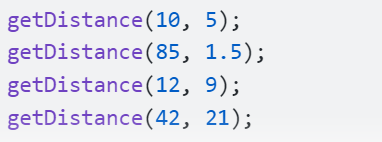 getDistance(10, 5);
getDistance(85, 1.5);
getDistance(12, 9);
getDistance(42, 21);